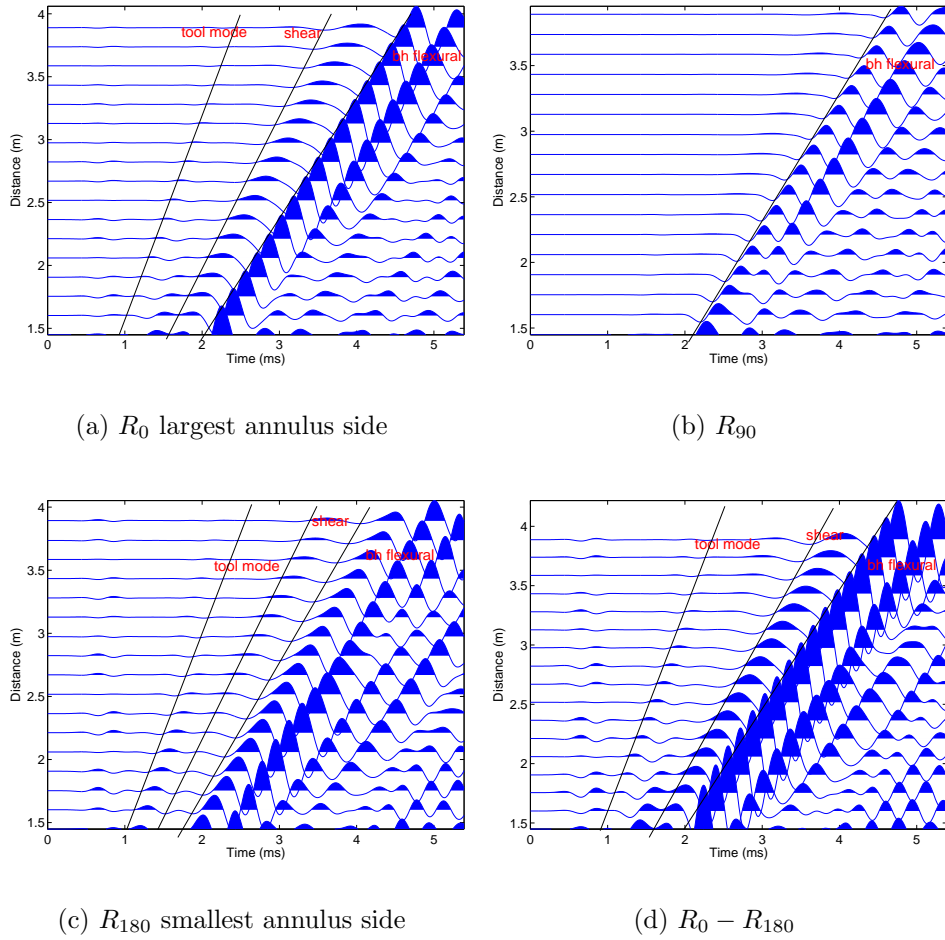 4
3.5
3
2.5
2
1.5
Distance (m)
0 1 2 3 4 5
Time (ms)
tool mode
shear
bh flexural
(a) R₀ largest annulus side
3.5
3
2.5
2
1.5
Distance (m)
0 1 2 3 4 5
Time (ms)
bh flexural
(b) R₉₀
4
3.5
3
2.5
2
1.5
Distance (m)
0 1 2 3 4 5
Time (ms)
shear
bh flexural
tool mode
(c) R₁₈₀ smallest annulus side
4
3.5
3
2.5
2
1.5
Distance (m)
0 1 2 3 4 5
Time (ms)
shear
tool mode
bh flexural
(d) R₀ − R₁₈₀